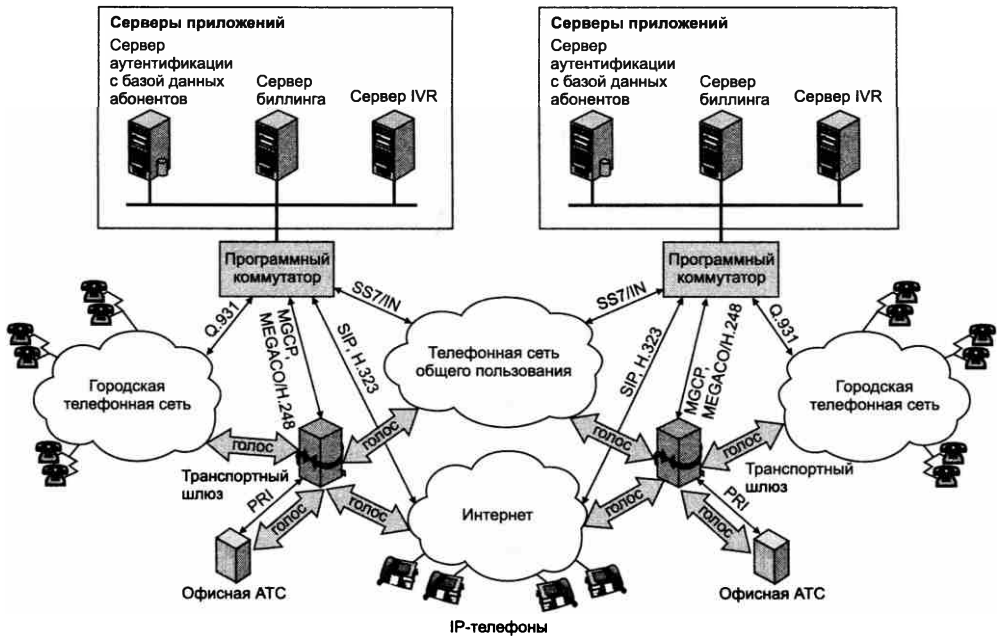 Серверы приложений
Сервер
аутентификации
с базой данных
абонентов
Сервер
биллинга
Сервер IVR
Серверы приложений
Сервер
аутентификации
с базой данных
абонентов
Сервер
биллинга
Сервер IVR
Программный
коммутатор
Программный
коммутатор
SS7/IN
SS7/IN
Q.931
MGCP,
MEGACO/H.248
SIP, H.323
SIP, H.323
MGCP,
MEGACO/H.248
Q.931
Городская
телефонная сеть
Телефонная сеть
общего пользования
Городская
телефонная сеть
голос
голос
голос
голос
Транспортный
шлюз
Транспортный
шлюз
PRI
голос
голос
Интернет
голос
голос
PRI
Офисная АТС
Офисная АТС
IP-телефоны